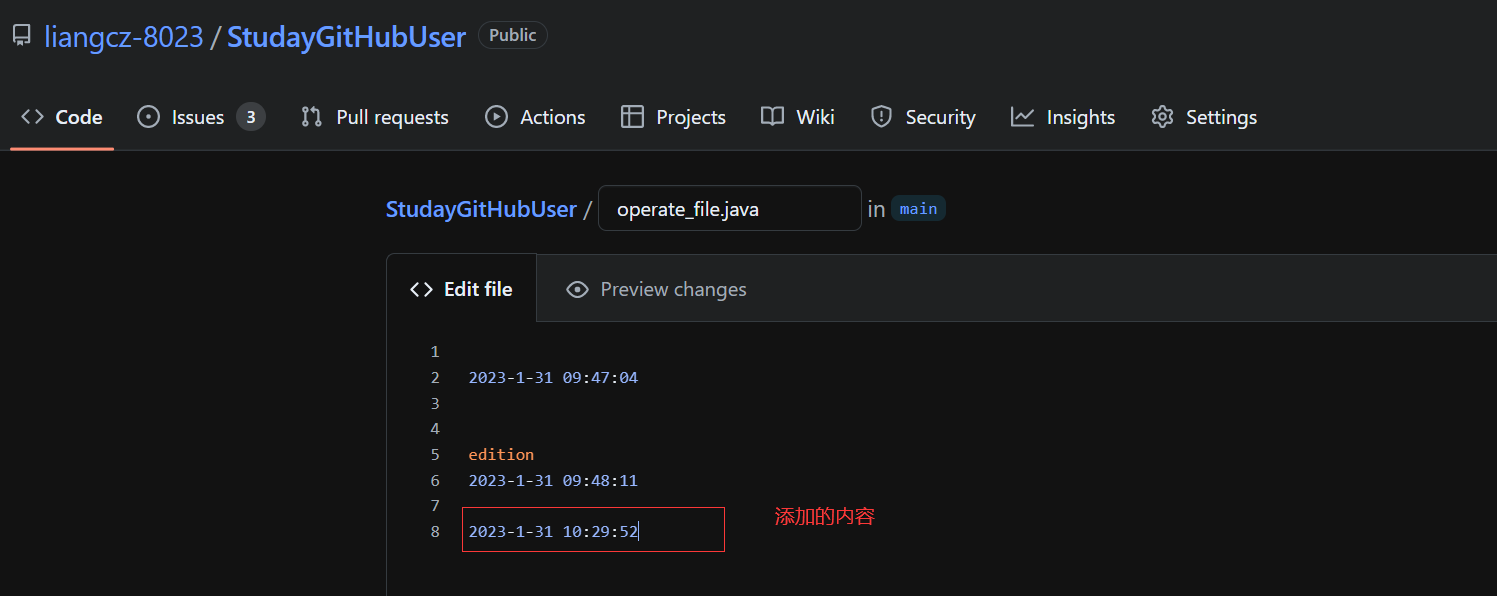 liangcz-8023 / StudayGitHubUser Public
Code Issues 3 Pull requests Actions Projects Wiki Security Insights Settings
StudayGitHubUser / operate_file.java in main
Edit file Preview changes
1
2 2023-1-31 09:47:04
3
4
5 edition
6 2023-1-31 09:48:11
7
添加的内容
8 2023-1-31 10:29:52